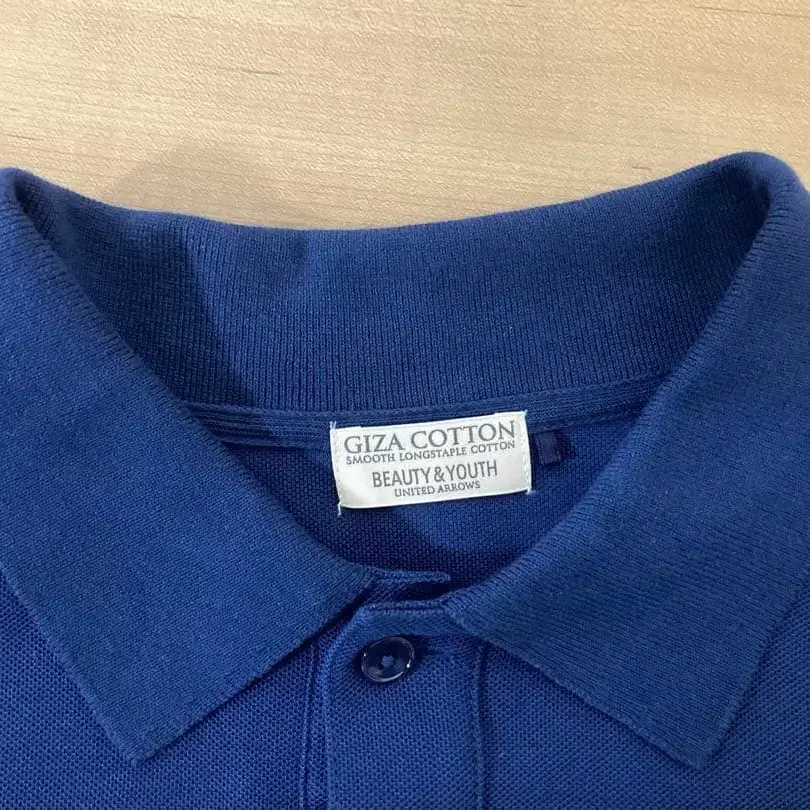 GIZA COTTON
SMOOTH LONGSTAPLE COTTON
BEAUTY & YOUTH
UNITED ARROWS